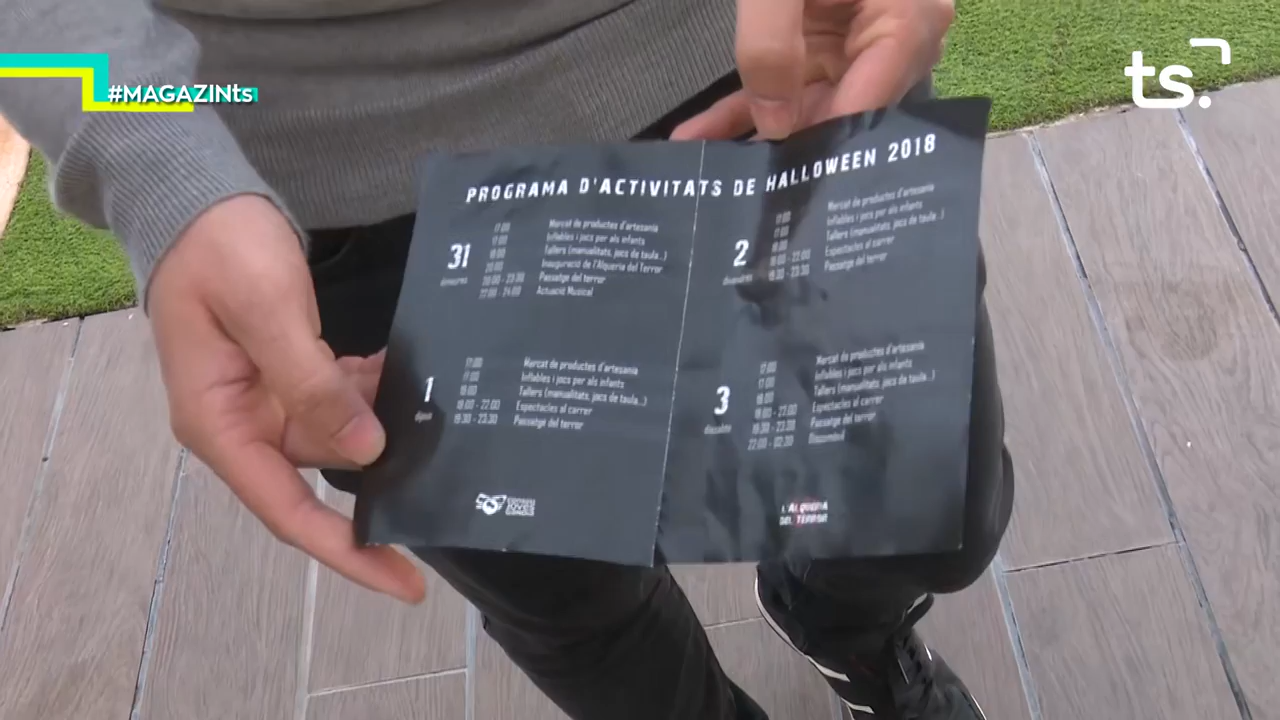 #MAGAZINts
ts.
PROGRAMA D'ACTIVITATS DE HALLOWEEN 2018
31
dimecres
17:00 Mercat de productes d'artesania
17:00 Inflables i jocs per als infants
18:00 Tallers (manualitats, jocs de taula...)
20:00 Inauguració de l'Alqueria del Terror
20:00 - 23:30 Passatge del terror
22:00 - 24:00 Actuació Musical
1
dijous
17:00 Mercat de productes d'artesania
17:00 Inflables i jocs per als infants
18:00 Tallers (manualitats, jocs de taula...)
18:00 - 22:00 Espectacles al carrer
19:30 - 23:30 Passatge del terror
2
divendres
17:00 Mercat de productes d'artesania
17:00 Inflables i jocs per als infants
18:00 Tallers (manualitats, jocs de taula...)
18:00 - 22:00 Espectacles al carrer
19:30 - 23:30 Passatge del terror
3
dissabte
17:00 Mercat de productes d'artesania
17:00 Inflables i jocs per als infants
18:00 Tallers (manualitats, jocs de taula...)
18:00 - 22:00 Espectacles al carrer
19:30 - 23:30 Passatge del terror
22:00 - 02:30 Discomòbil
JOVES
L'ALQUERIA
DEL TERROR